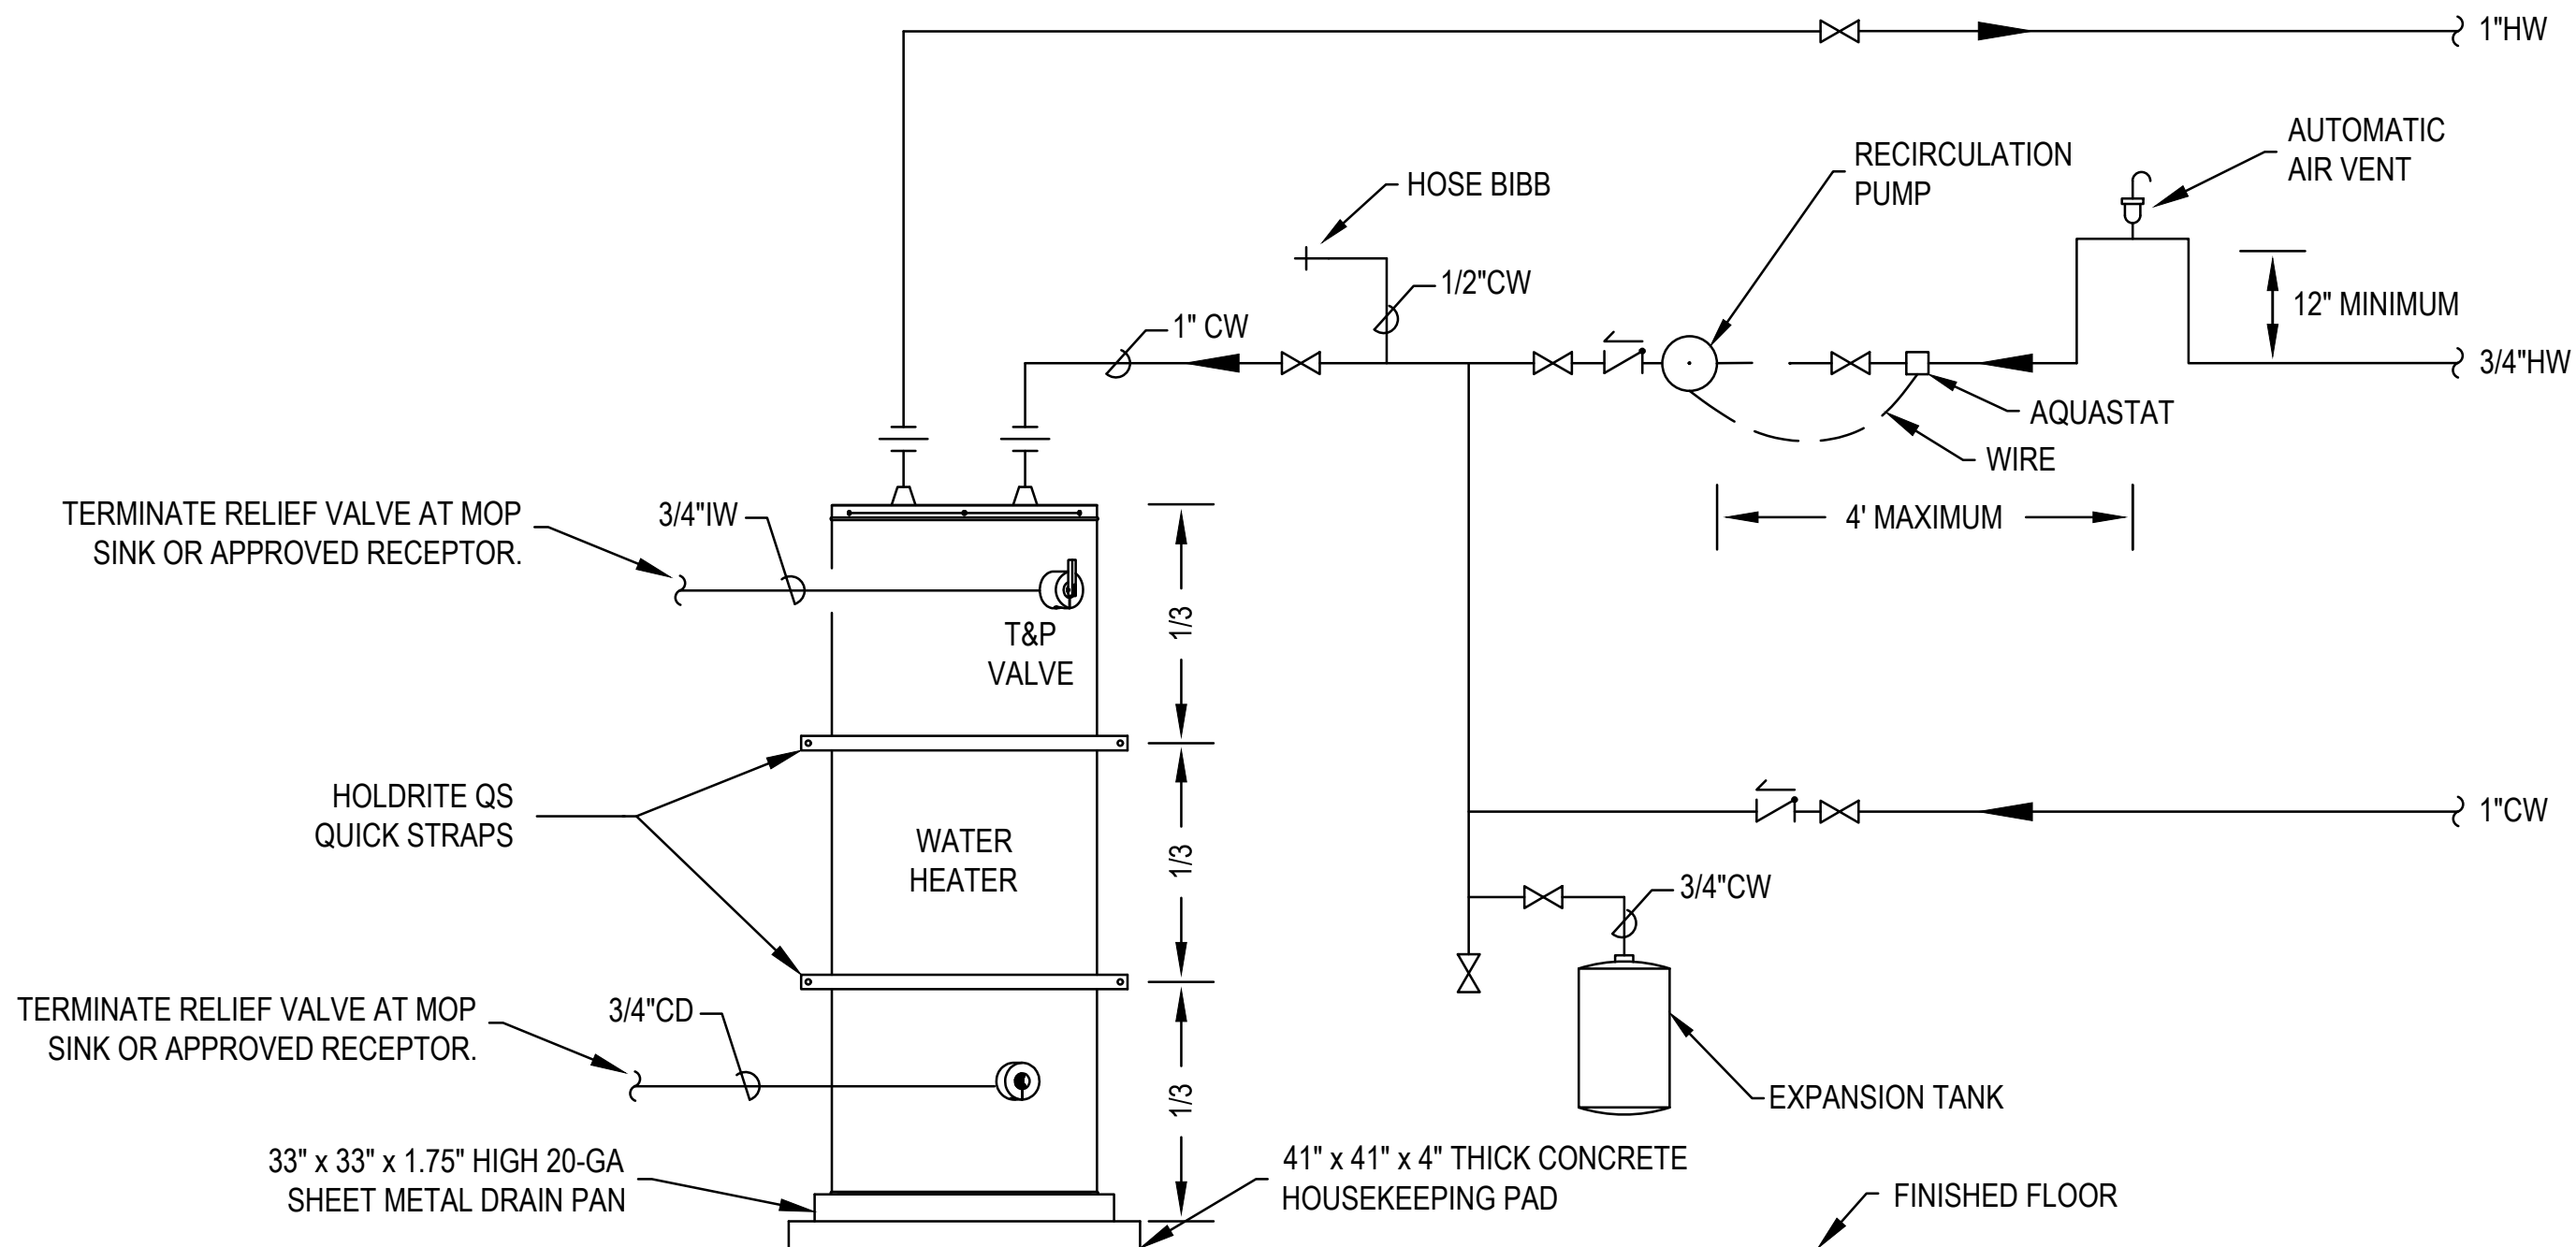 1"HW
AUTOMATIC
AIR VENT
RECIRCULATION
PUMP
HOSE BIBB
1/2"CW
12" MINIMUM
1" CW
3/4"HW
AQUASTAT
WIRE
TERMINATE RELIEF VALVE AT MOP
SINK OR APPROVED RECEPTOR.
3/4"IW
4' MAXIMUM
1/3
T&P
VALVE
HOLDRITE QS
QUICK STRAPS
WATER
HEATER
1/3
1"CW
3/4"CW
TERMINATE RELIEF VALVE AT MOP
SINK OR APPROVED RECEPTOR.
3/4"CD
1/3
EXPANSION TANK
33" x 33" x 1.75" HIGH 20-GA
SHEET METAL DRAIN PAN
41" x 41" x 4" THICK CONCRETE
HOUSEKEEPING PAD
FINISHED FLOOR